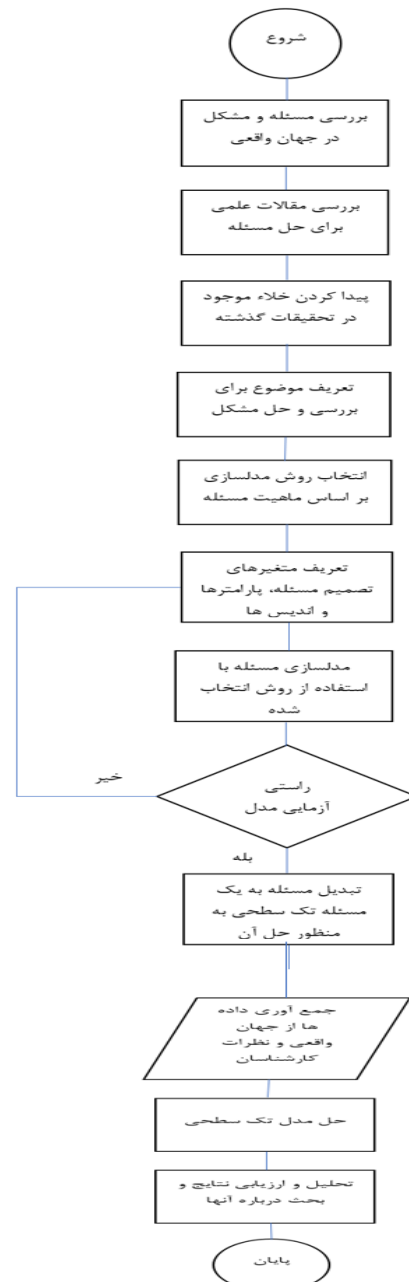 شروع
بررسی مسئله و مشکل
در جهان واقعی
بررسی مقالات علمی
برای حل مسئله
پیدا کردن خلاء موجود
در تحقیقات گذشته
تعریف موضوع برای
بررسی و حل مشکل
انتخاب روش مدلسازی
بر اساس ماهیت مسئله
تعریف متغیرهای
تصمیم مسئله، پارامترها
و اندیس ها
مدلسازی مسئله با
استفاده از روش انتخاب
شده
راستی
آزمایی مدل
خیر
بله
تبدیل مسئله به یک
مسئله تک سطحی به
منظور حل آن
جمع آوری داده
ها از جهان
واقعی و نظرات
کارشناسان
حل مدل تک سطحی
تحلیل و ارزیابی نتایج و
بحث درباره آنها
پایان